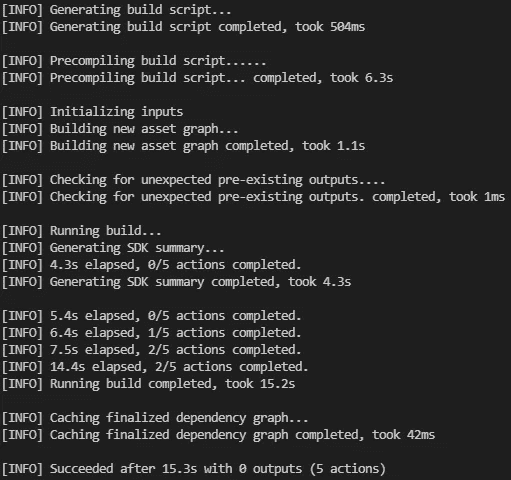 [INFO] Generating build script...
[INFO] Generating build script completed, took 504ms
[INFO] Precompiling build script......
[INFO] Precompiling build script... completed, took 6.3s
[INFO] Initializing inputs
[INFO] Building new asset graph...
[INFO] Building new asset graph completed, took 1.1s
[INFO] Checking for unexpected pre-existing outputs....
[INFO] Checking for unexpected pre-existing outputs. completed, took 1ms
[INFO] Running build...
[INFO] Generating SDK summary...
[INFO] 4.3s elapsed, 0/5 actions completed.
[INFO] Generating SDK summary completed, took 4.3s
[INFO] 5.4s elapsed, 0/5 actions completed.
[INFO] 6.4s elapsed, 1/5 actions completed.
[INFO] 7.5s elapsed, 2/5 actions completed.
[INFO] 14.4s elapsed, 2/5 actions completed.
[INFO] Running build completed, took 15.2s
[INFO] Caching finalized dependency graph...
[INFO] Caching finalized dependency graph completed, took 42ms
[INFO] Succeeded after 15.3s with 0 outputs (5 actions)